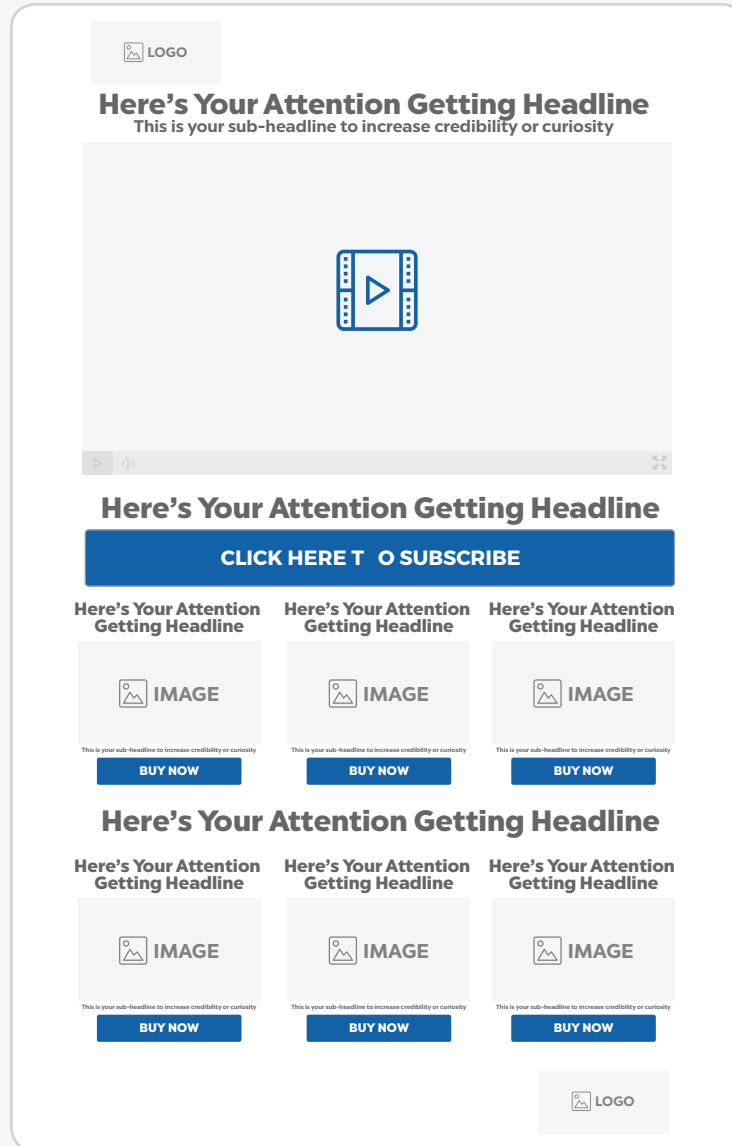 LOGO
Here’s Your Attention Getting Headline
This is your sub-headline to increase credibility or curiosity
Here’s Your Attention Getting Headline
CLICK HERE T O SUBSCRIBE
Here’s Your Attention
Getting Headline
IMAGE
This is your sub-headline to increase credibility or curiosity
BUY NOW
Here’s Your Attention
Getting Headline
IMAGE
This is your sub-headline to increase credibility or curiosity
BUY NOW
Here’s Your Attention
Getting Headline
IMAGE
This is your sub-headline to increase credibility or curiosity
BUY NOW
Here’s Your Attention Getting Headline
Here’s Your Attention
Getting Headline
IMAGE
This is your sub-headline to increase credibility or curiosity
BUY NOW
Here’s Your Attention
Getting Headline
IMAGE
This is your sub-headline to increase credibility or curiosity
BUY NOW
Here’s Your Attention
Getting Headline
IMAGE
This is your sub-headline to increase credibility or curiosity
BUY NOW
LOGO